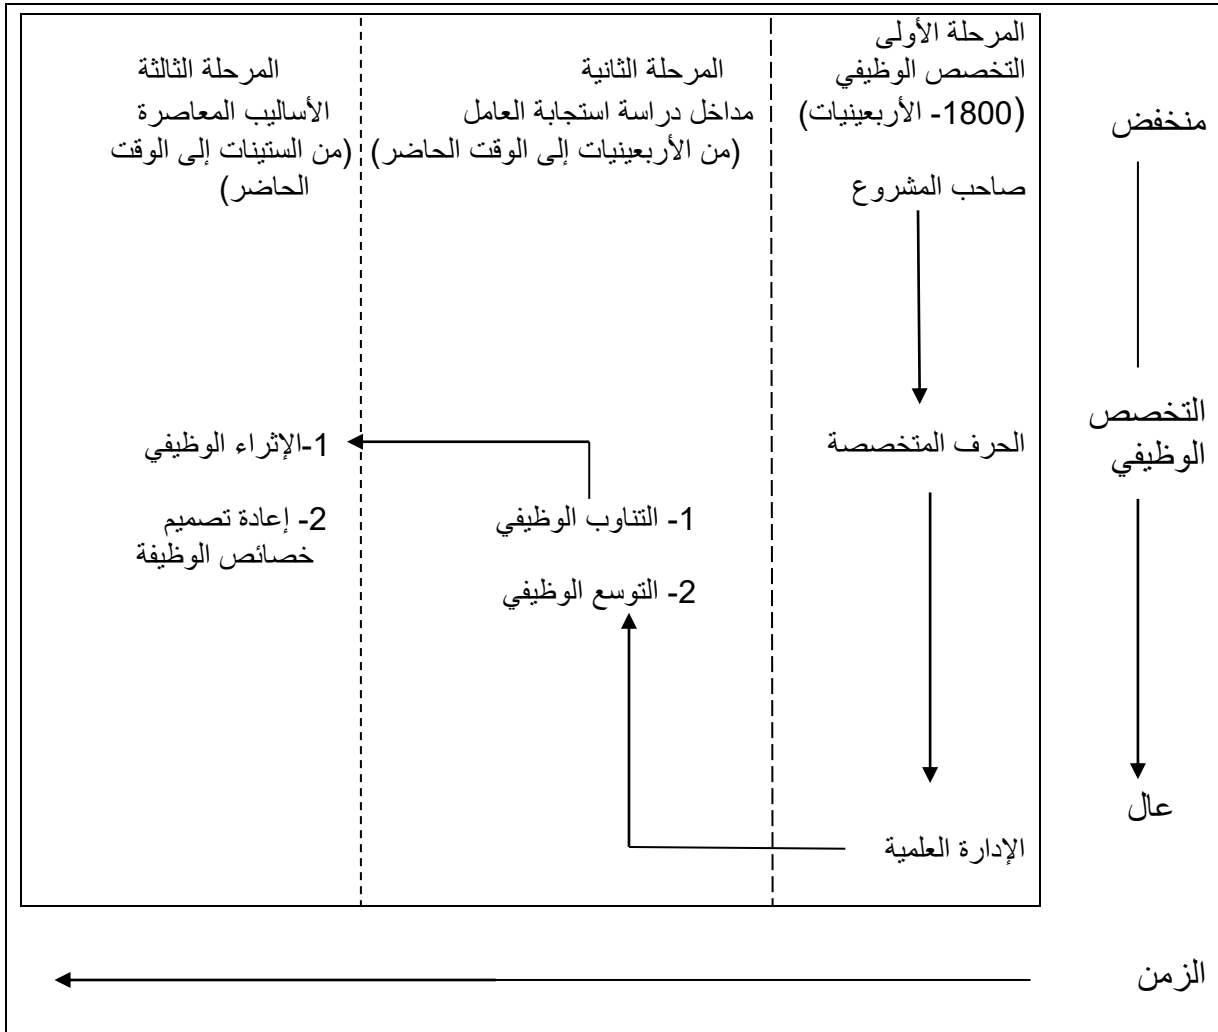 المرحلة الأولى
التخصص الوظيفي
(1800- الأربعينيات)
صاحب المشروع
الحرف المتخصصة
الإدارة العلمية
المرحلة الثانية
مداخل دراسة استجابة العامل
(من الأربعينيات إلى الوقت الحاضر)
1- التناوب الوظيفي
2- التوسع الوظيفي
المرحلة الثالثة
الأساليب المعاصرة
(من الستينات إلى الوقت
الحاضر)
1-الإثراء الوظيفي
2- إعادة تصميم
خصائص الوظيفة
منخفض
التخصص
الوظيفي
عال
الزمن